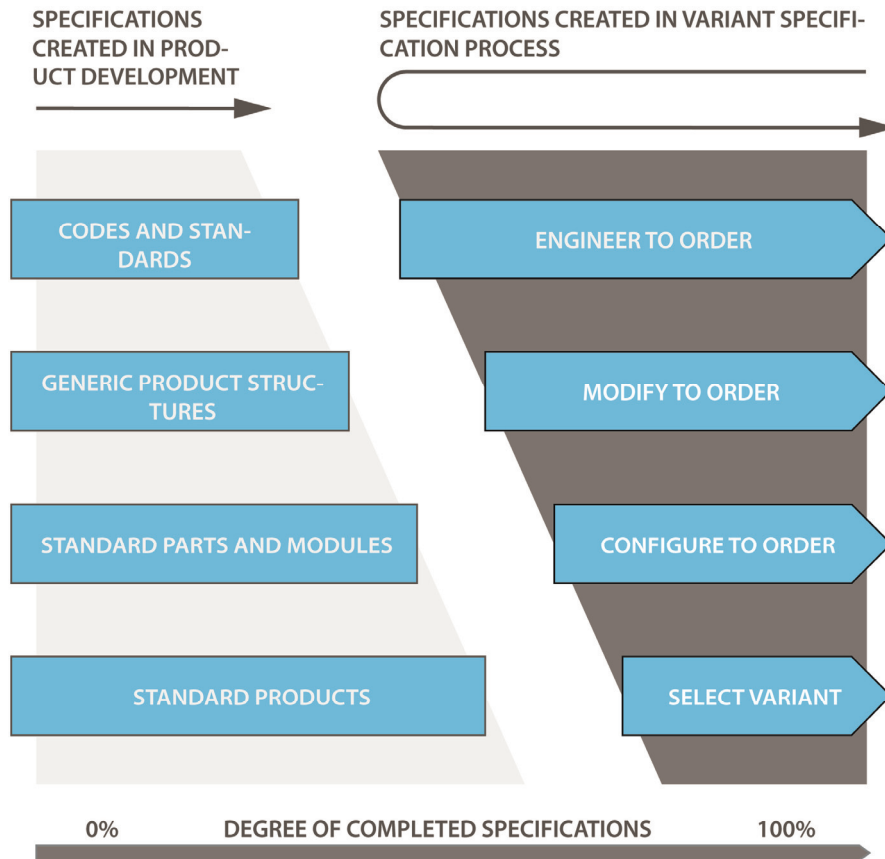 SPECIFICATIONS
CREATED IN PROD-
UCT DEVELOPMENT
SPECIFICATIONS CREATED IN VARIANT SPECIFI-
CATION PROCESS
CODES AND STAN-
DARDS
ENGINEER TO ORDER
GENERIC PRODUCT STRUC-
TURES
MODIFY TO ORDER
STANDARD PARTS AND MODULES
CONFIGURE TO ORDER
STANDARD PRODUCTS
SELECT VARIANT
0% DEGREE OF COMPLETED SPECIFICATIONS 100%